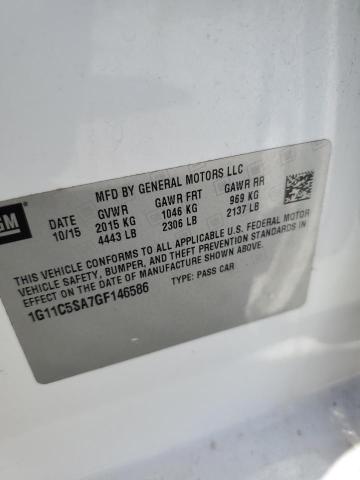 GM
MFD BY GENERAL MOTORS LLC
DATE GVWR GAWR FRT GAWR RR
10/15 2015 KG 1046 KG 969 KG
4443 LB 2306 LB 2137 LB
THIS VEHICLE CONFORMS TO ALL APPLICABLE U.S. FEDERAL MOTOR
VEHICLE SAFETY, BUMPER, AND THEFT PREVENTION STANDARDS IN
EFFECT ON THE DATE OF MANUFACTURE SHOWN ABOVE.
1G11C5SA7GF146586 TYPE: PASS CAR